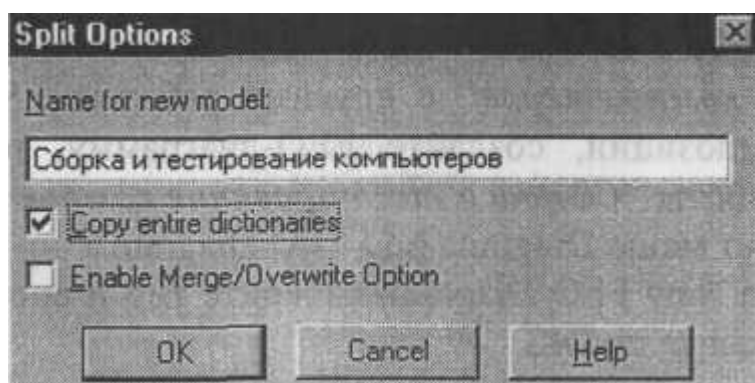 Split Options
Name for new model:
Сборка и тестирование компьютеров
Copy entire dictionaries
Enable Merge/Overwrite Option
OK
Cancel
Help